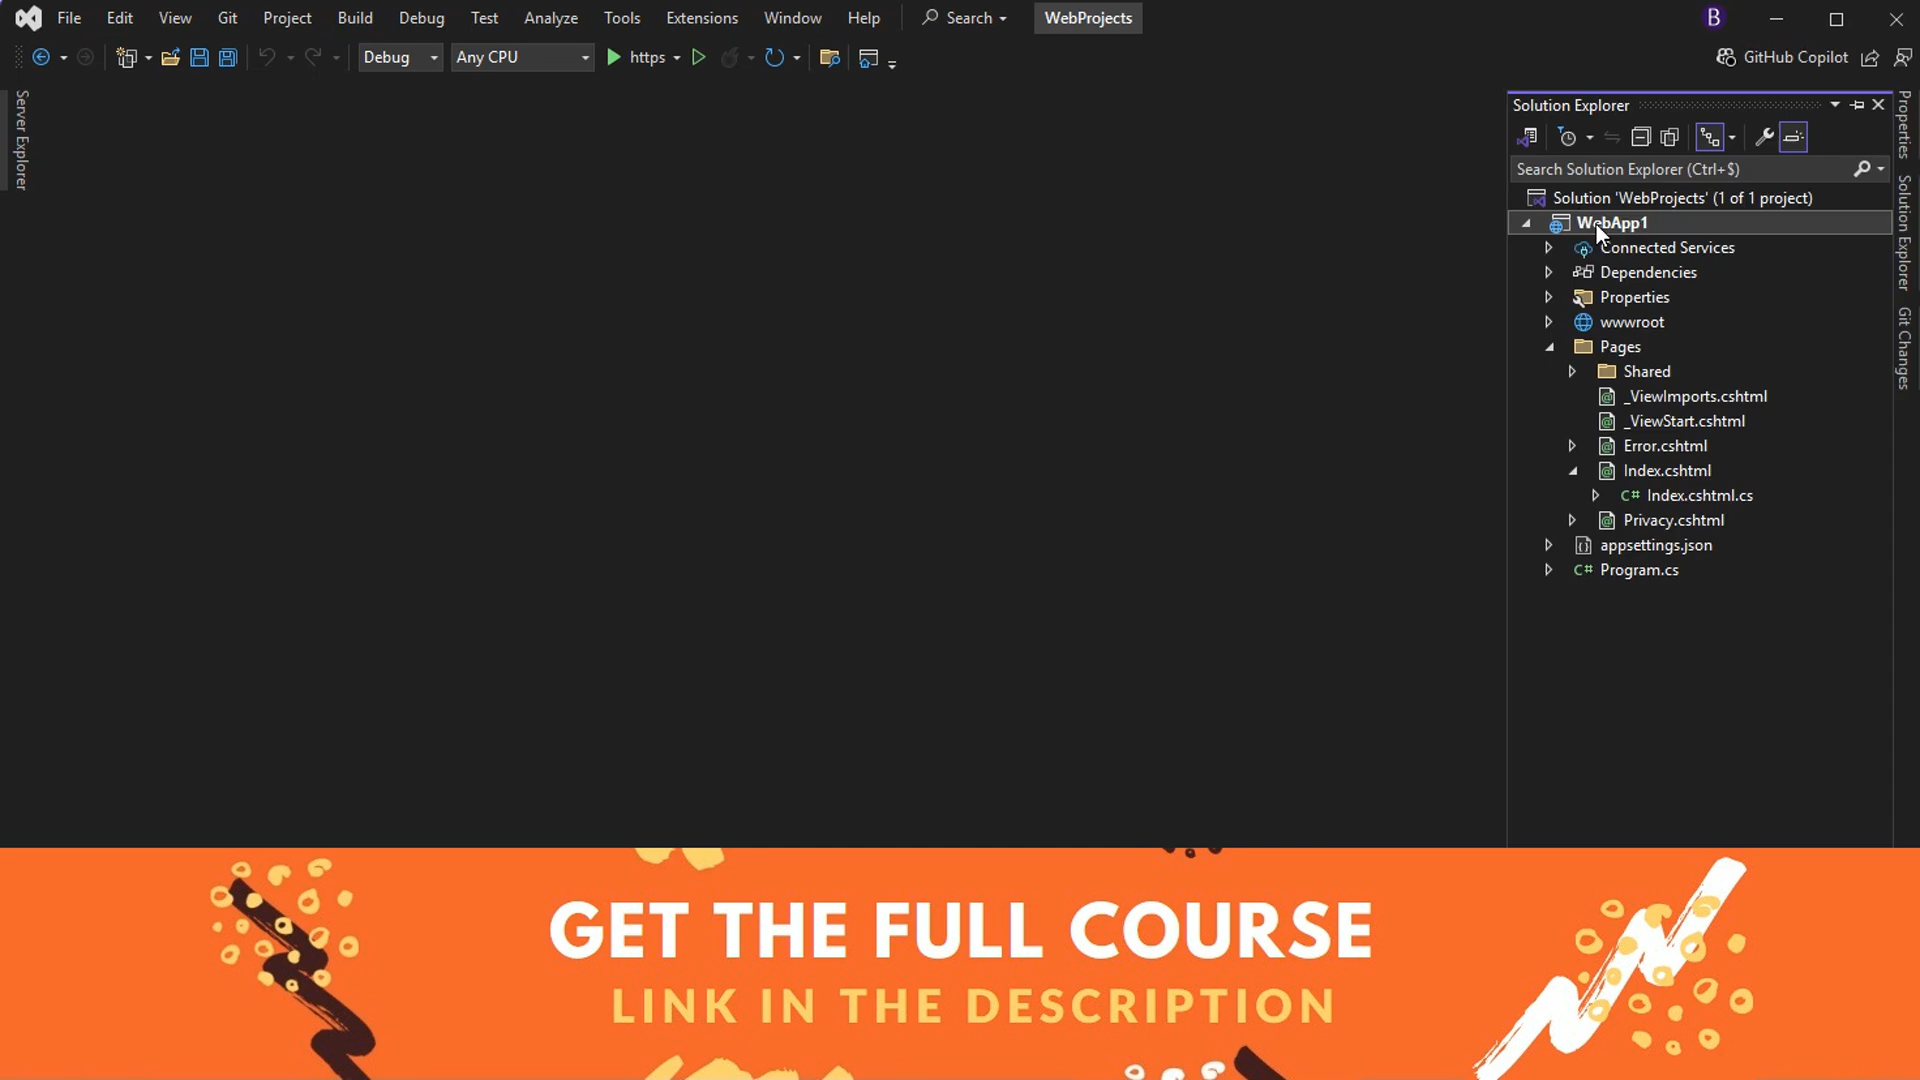 File Edit View Git Project Build Debug Test Analyze Tools Extensions Window Help Search WebProjects B
Debug Any CPU https GitHub Copilot
Server Explorer
Solution Explorer
Search Solution Explorer (Ctrl+$)
Solution 'WebProjects' (1 of 1 project)
WebApp1
Connected Services
Dependencies
Properties
wwwroot
Pages
Shared
_ViewImports.cshtml
_ViewStart.cshtml
Error.cshtml
Index.cshtml
C# Index.cshtml.cs
Privacy.cshtml
appsettings.json
C# Program.cs
Properties
Solution Explorer
Git Changes
GET THE FULL COURSE
LINK IN THE DESCRIPTION